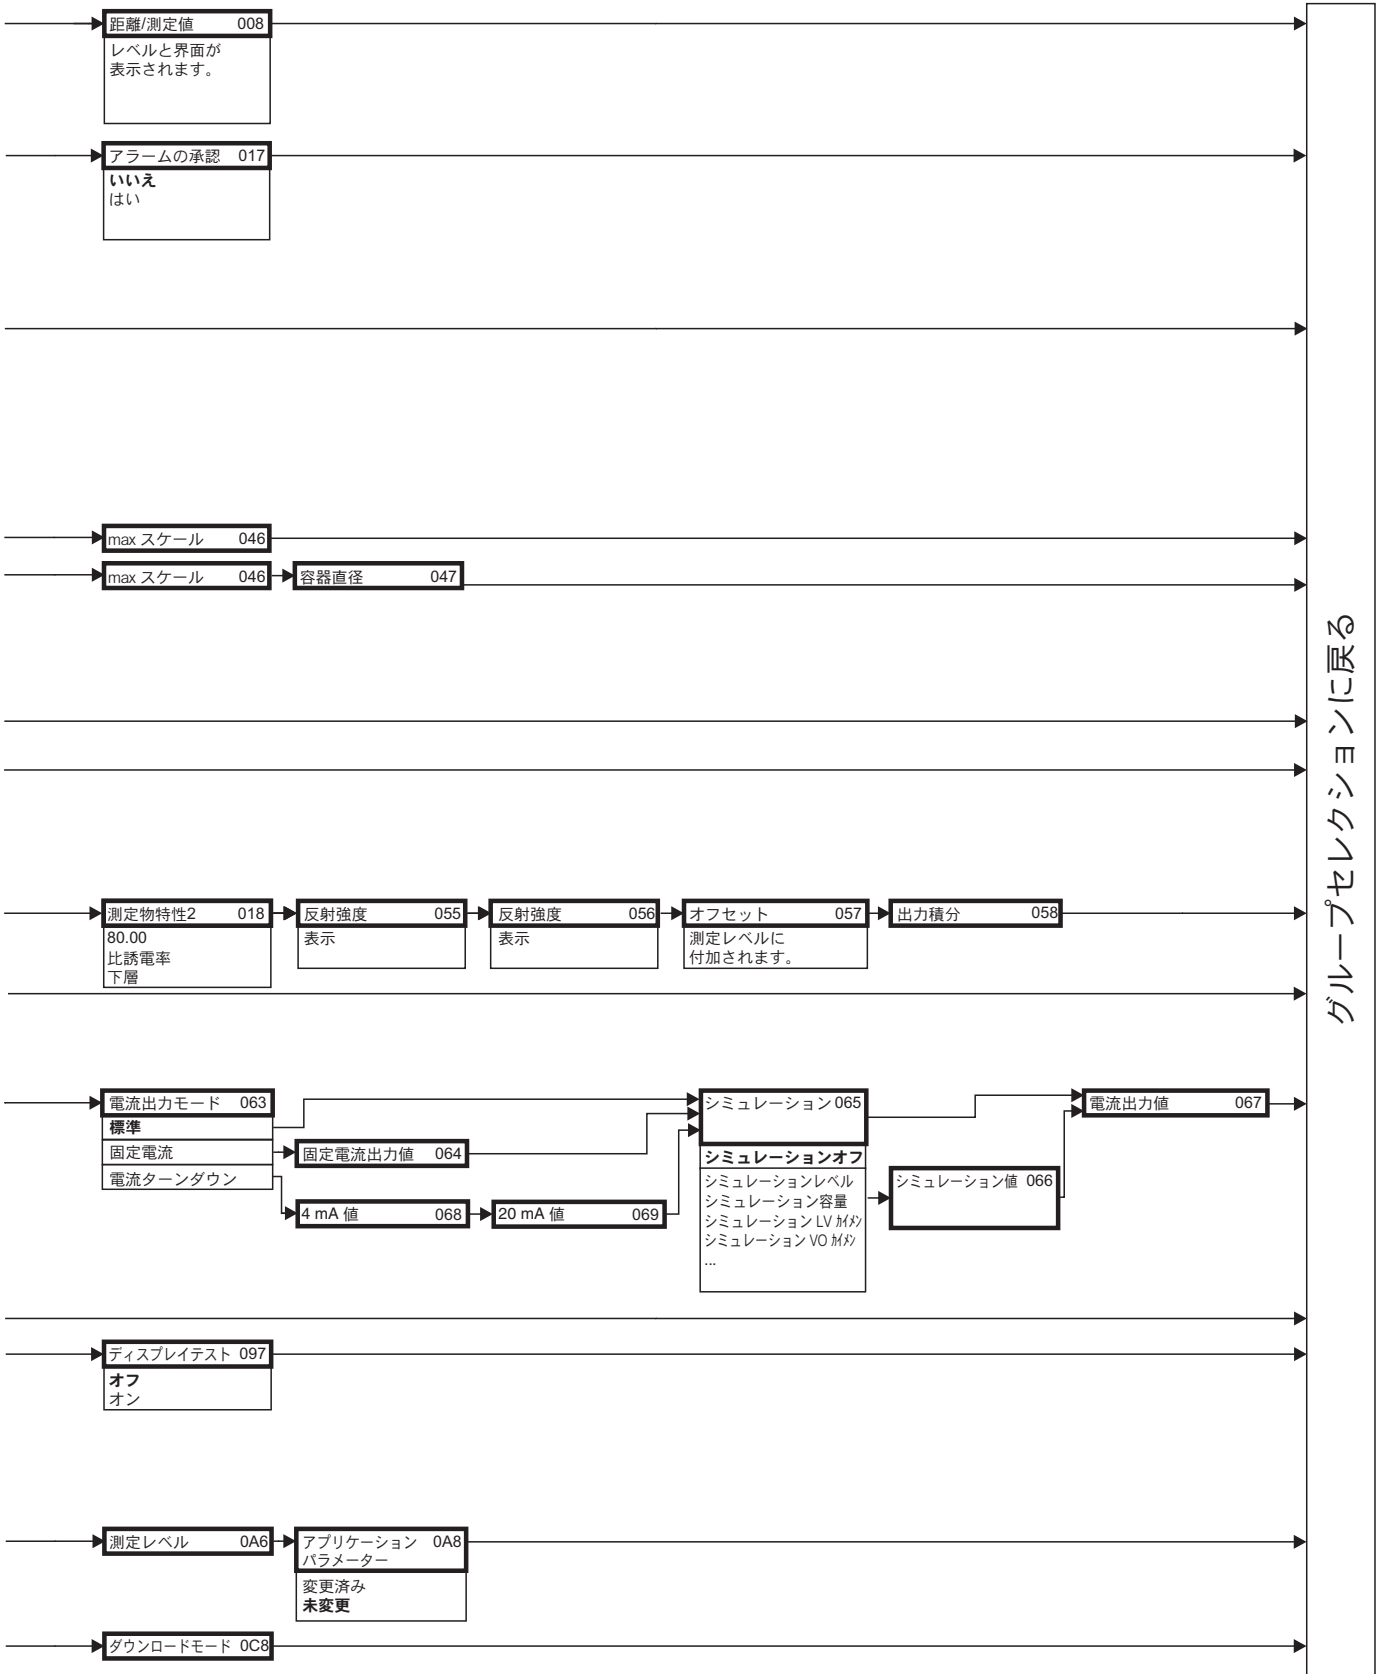 距離/測定値 008
レベルと界面が
表示されます。
アラームの承認 017
いいえ
はい
max スケール 046
max スケール 046
容器直径 047
測定物特性2 018
80.00
比誘電率
下層
反射強度 055
表示
反射強度 056
表示
オフセット 057
測定レベルに
付加されます。
出力積分 058
電流出力モード 063
標準
固定電流
電流ターンダウン
固定電流出力値 064
4 mA 値 068
20 mA 値 069
シミュレーション 065
シミュレーションオフ
シミュレーションレベル
シミュレーション容量
シミュレーション LV ｶｲﾒﾝ
シミュレーション VO ｶｲﾒﾝ
...
シミュレーション値 066
電流出力値 067
ディスプレイテスト 097
オフ
オン
測定レベル 0A6
アプリケーション 0A8
パラメーター
変更済み
未変更
ダウンロードモード 0C8
グループセレクションに戻る